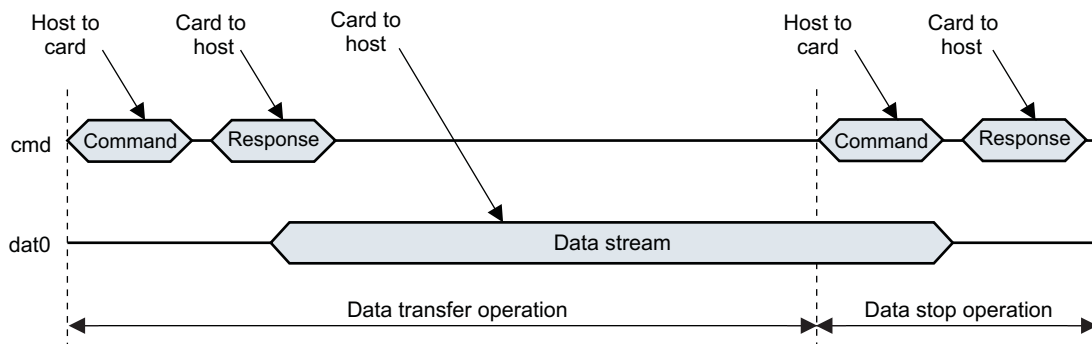 Host to
card
Card to
host
Card to
host
Host to
card
Card to
host
cmd
Command
Response
Command
Response
dat0
Data stream
Data transfer operation
Data stop operation